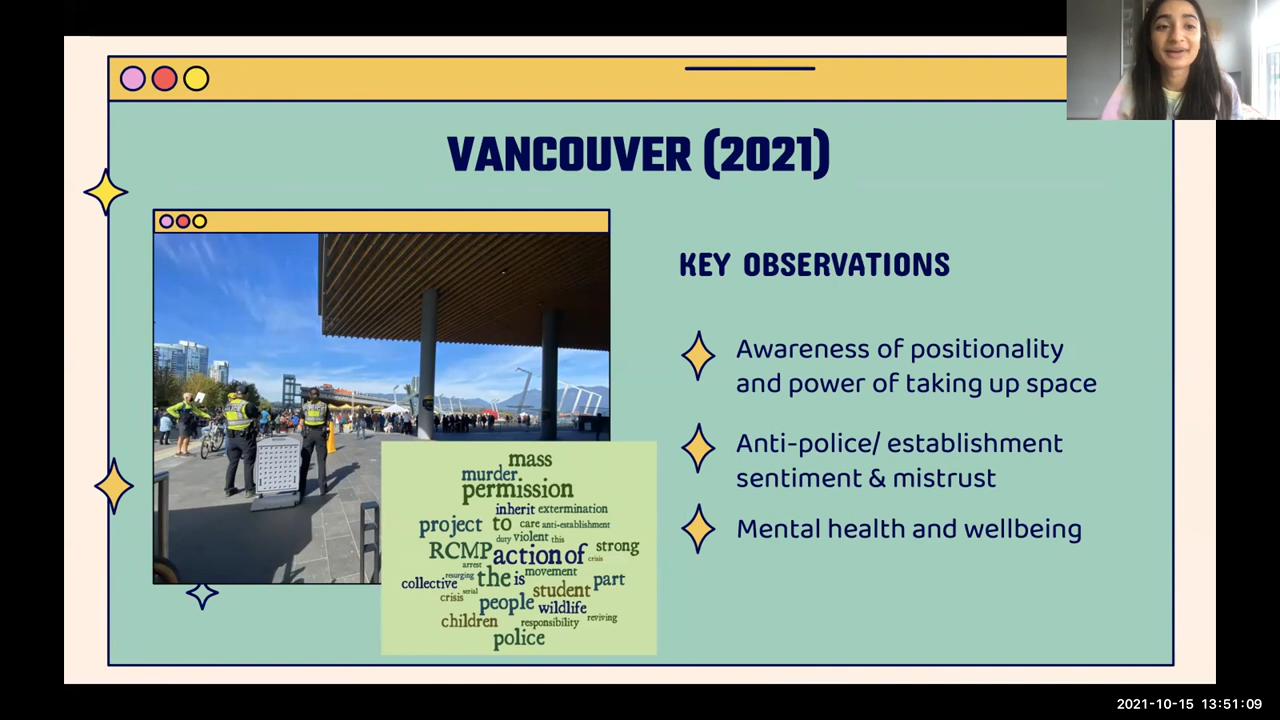 VANCOUVER (2021)
KEY OBSERVATIONS
Awareness of positionality
and power of taking up space
Anti-police/ establishment
sentiment & mistrust
Mental health and wellbeing
mass
murder
permission
inherit extermination
project to care anti-establishment
duty violent this
RCMP action of strong
crisis
arrest
resurging the is movement part
collective serial student
crisis people wildlife
children responsibility reviving
police
2021-10-15 13:51:09